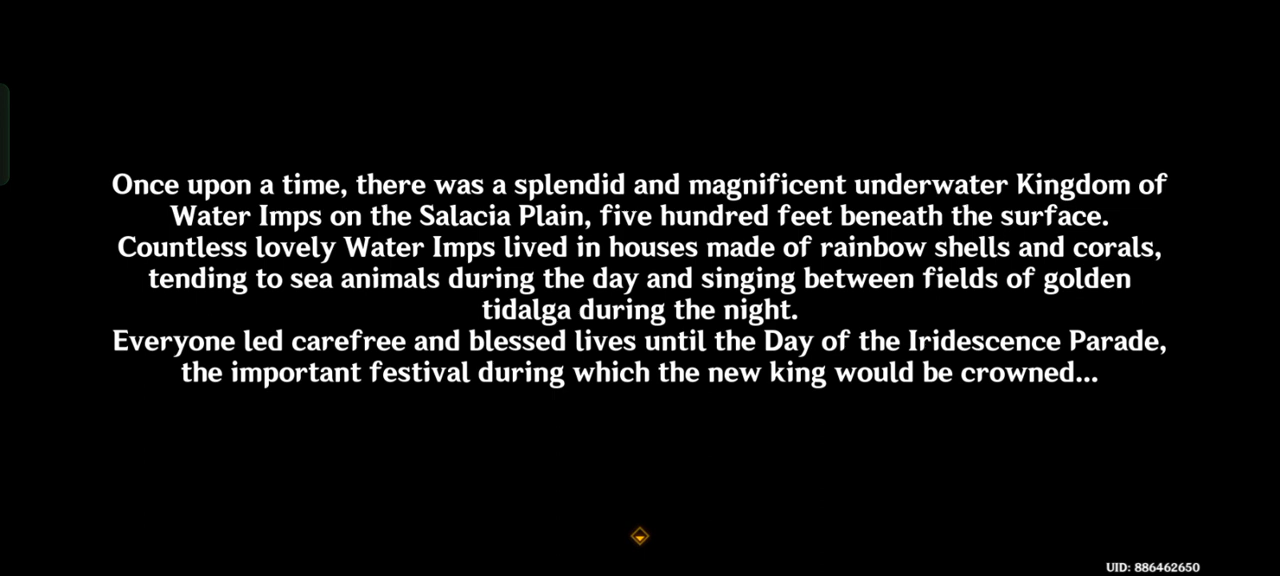 Once upon a time, there was a splendid and magnificent underwater Kingdom of
Water Imps on the Salacia Plain, five hundred feet beneath the surface.
Countless lovely Water Imps lived in houses made of rainbow shells and corals,
tending to sea animals during the day and singing between fields of golden
tidalga during the night.
Everyone led carefree and blessed lives until the Day of the Iridescence Parade,
the important festival during which the new king would be crowned...
UID: 886462650